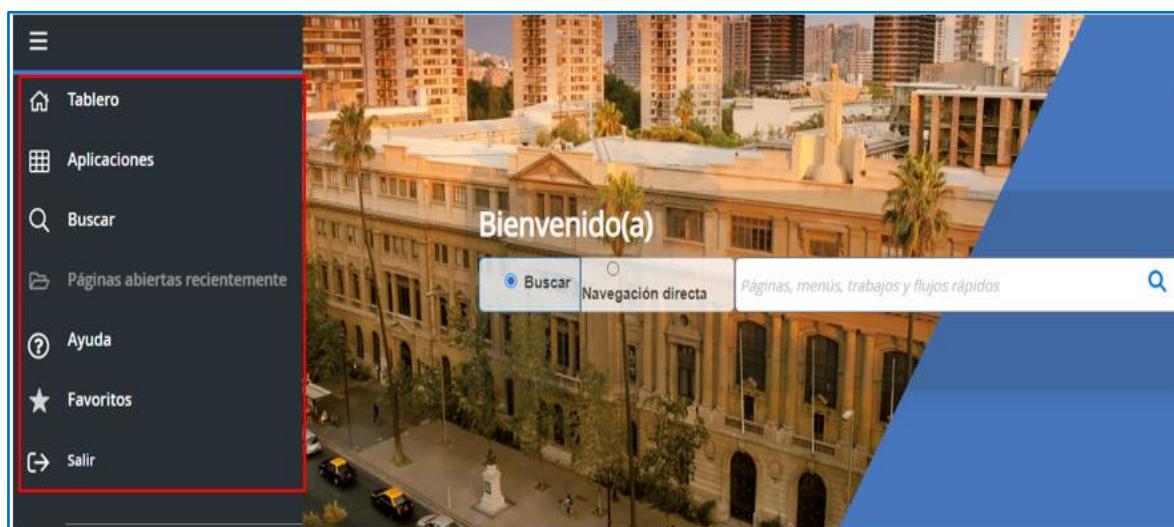 Tablero
Aplicaciones
Buscar
Páginas abiertas recientemente
Ayuda
Favoritos
Salir
Bienvenido(a)
Buscar
Navegación directa
Páginas, menús, trabajos y flujos rápidos